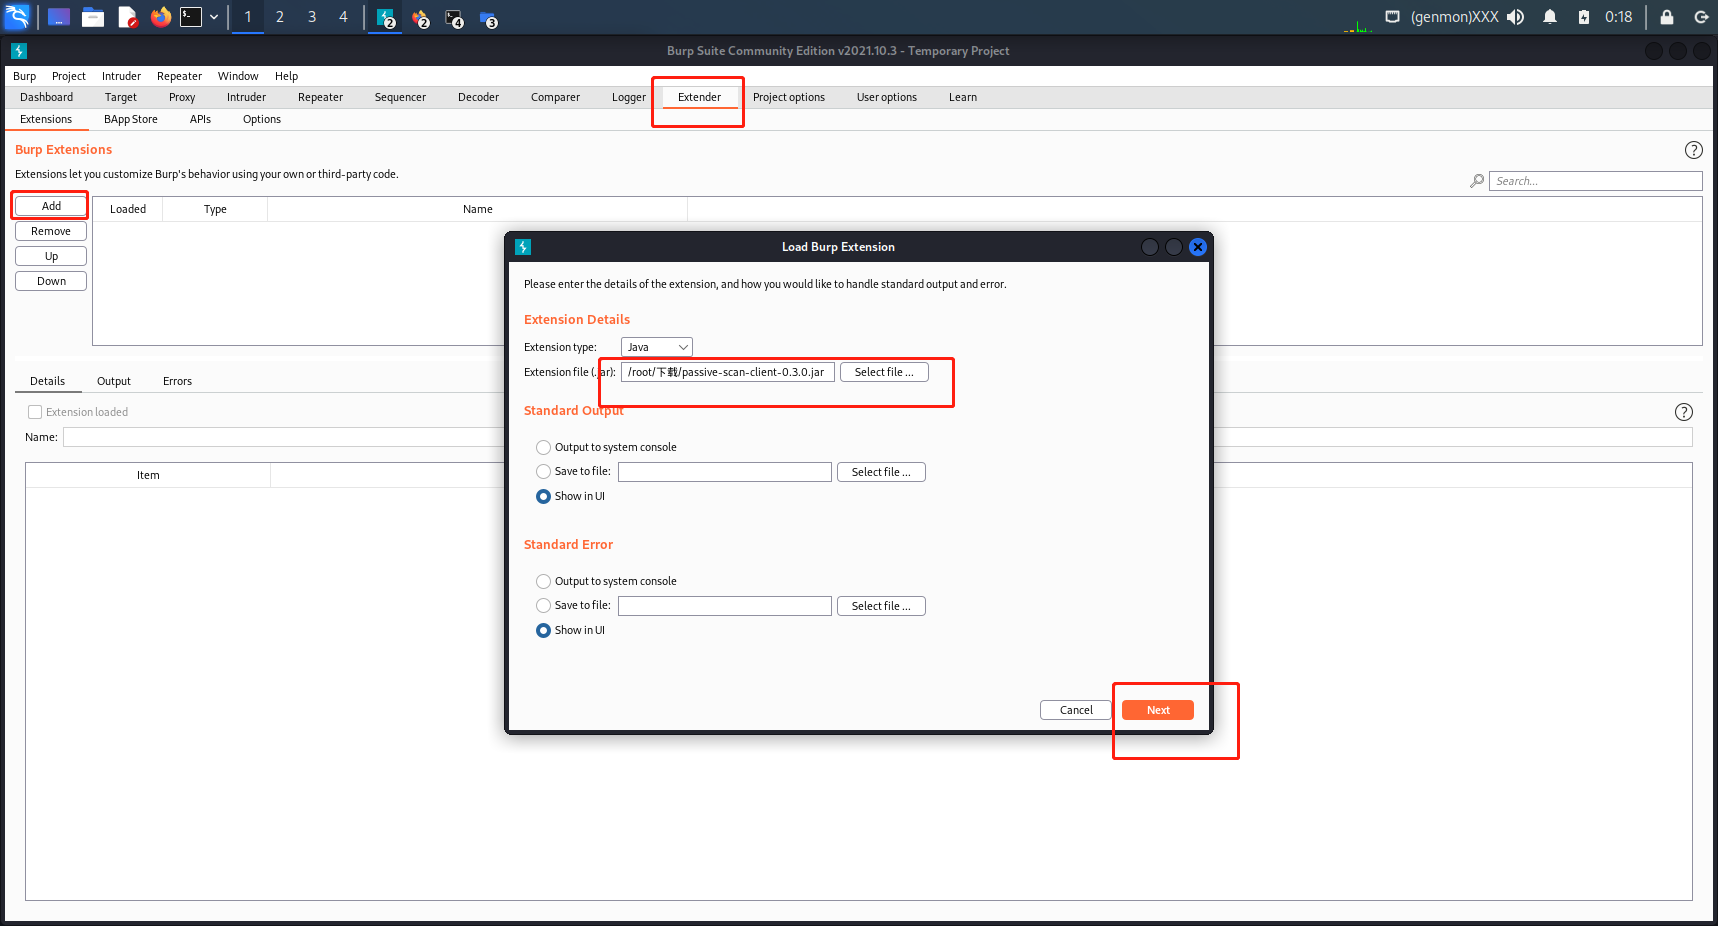 1 2 3 4 2 2 4 3 (genmon)XXX 0:18
Burp Suite Community Edition v2021.10.3 - Temporary Project
Burp Project Intruder Repeater Window Help
Dashboard Target Proxy Intruder Repeater Sequencer Decoder Comparer Logger Extender Project options User options Learn
Extensions BApp Store APIs Options
Burp Extensions
?
Extensions let you customize Burp's behavior using your own or third-party code.
Search...
Add
Loaded Type Name
Remove
Up
Down
Load Burp Extension
Please enter the details of the extension, and how you would like to handle standard output and error.
Extension Details
Extension type: Java
Extension file (.jar): /root/下载/passive-scan-client-0.3.0.jar Select file ...
Standard Output
Output to system console
Save to file: Select file ...
Show in UI
Standard Error
Output to system console
Save to file: Select file ...
Show in UI
Cancel Next
Details Output Errors
Extension loaded
?
Name:
Item